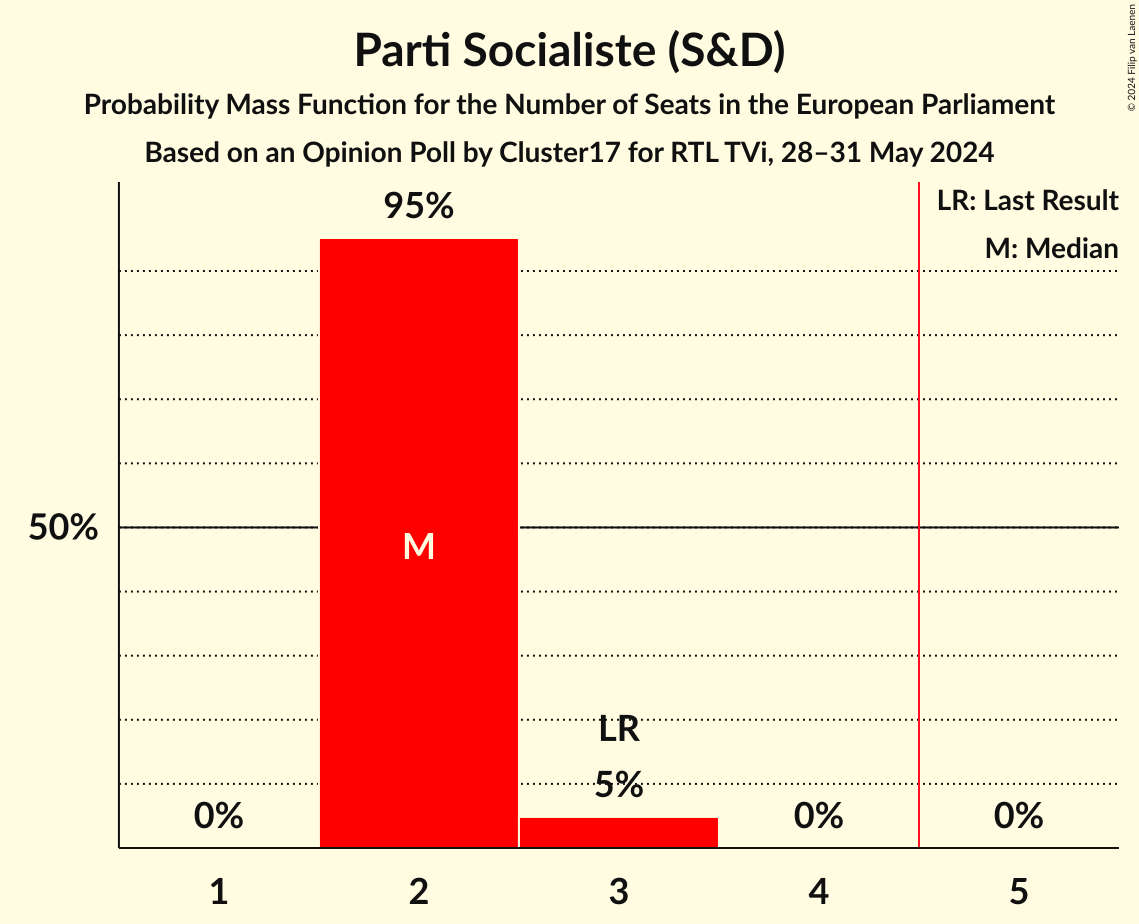 Parti Socialiste (S&D)
Probability Mass Function for the Number of Seats in the European Parliament
Based on an Opinion Poll by Cluster17 for RTL TVi, 28–31 May 2024
© 2024 Filip van Laenen
LR: Last Result
M: Median
95%
50%
M
LR
5%
0%
0%
0%
1
2
3
4
5